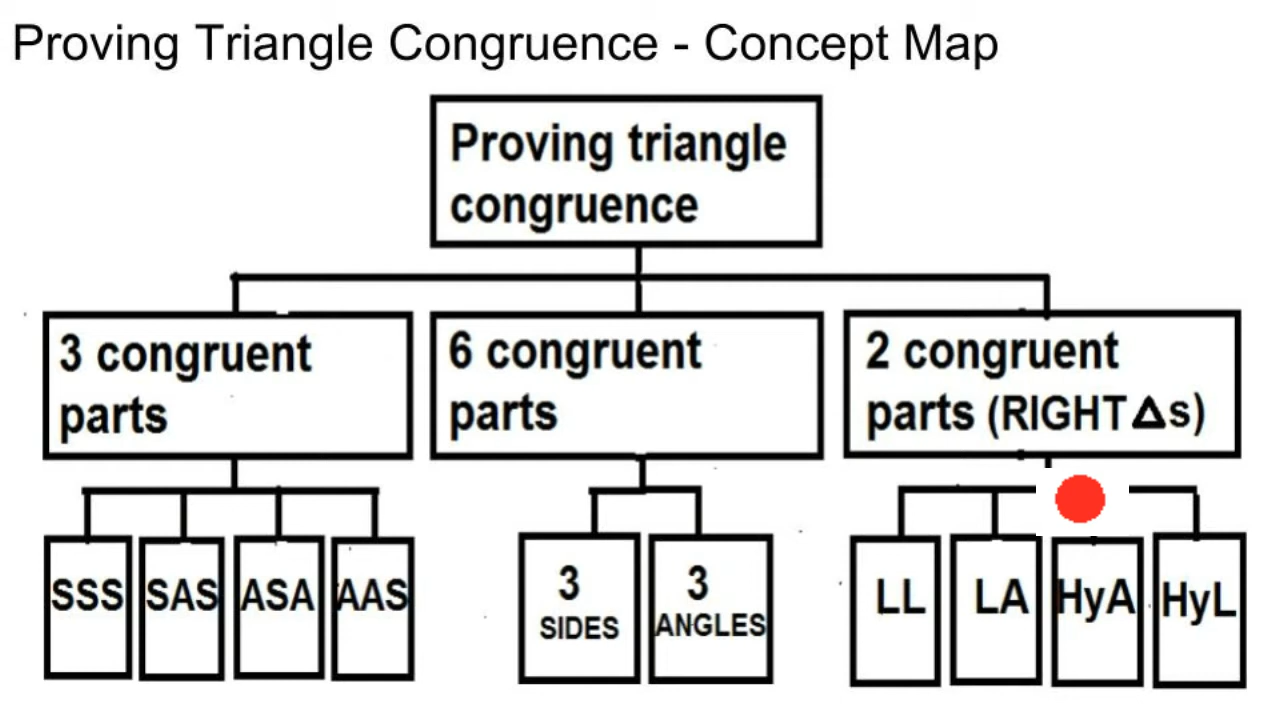 Proving Triangle Congruence - Concept Map
Proving triangle
congruence
3 congruent
parts
6 congruent
parts
2 congruent
parts (RIGHT Δs)
SSS
SAS
ASA
AAS
3
SIDES
3
ANGLES
LL
LA
HyA
HyL